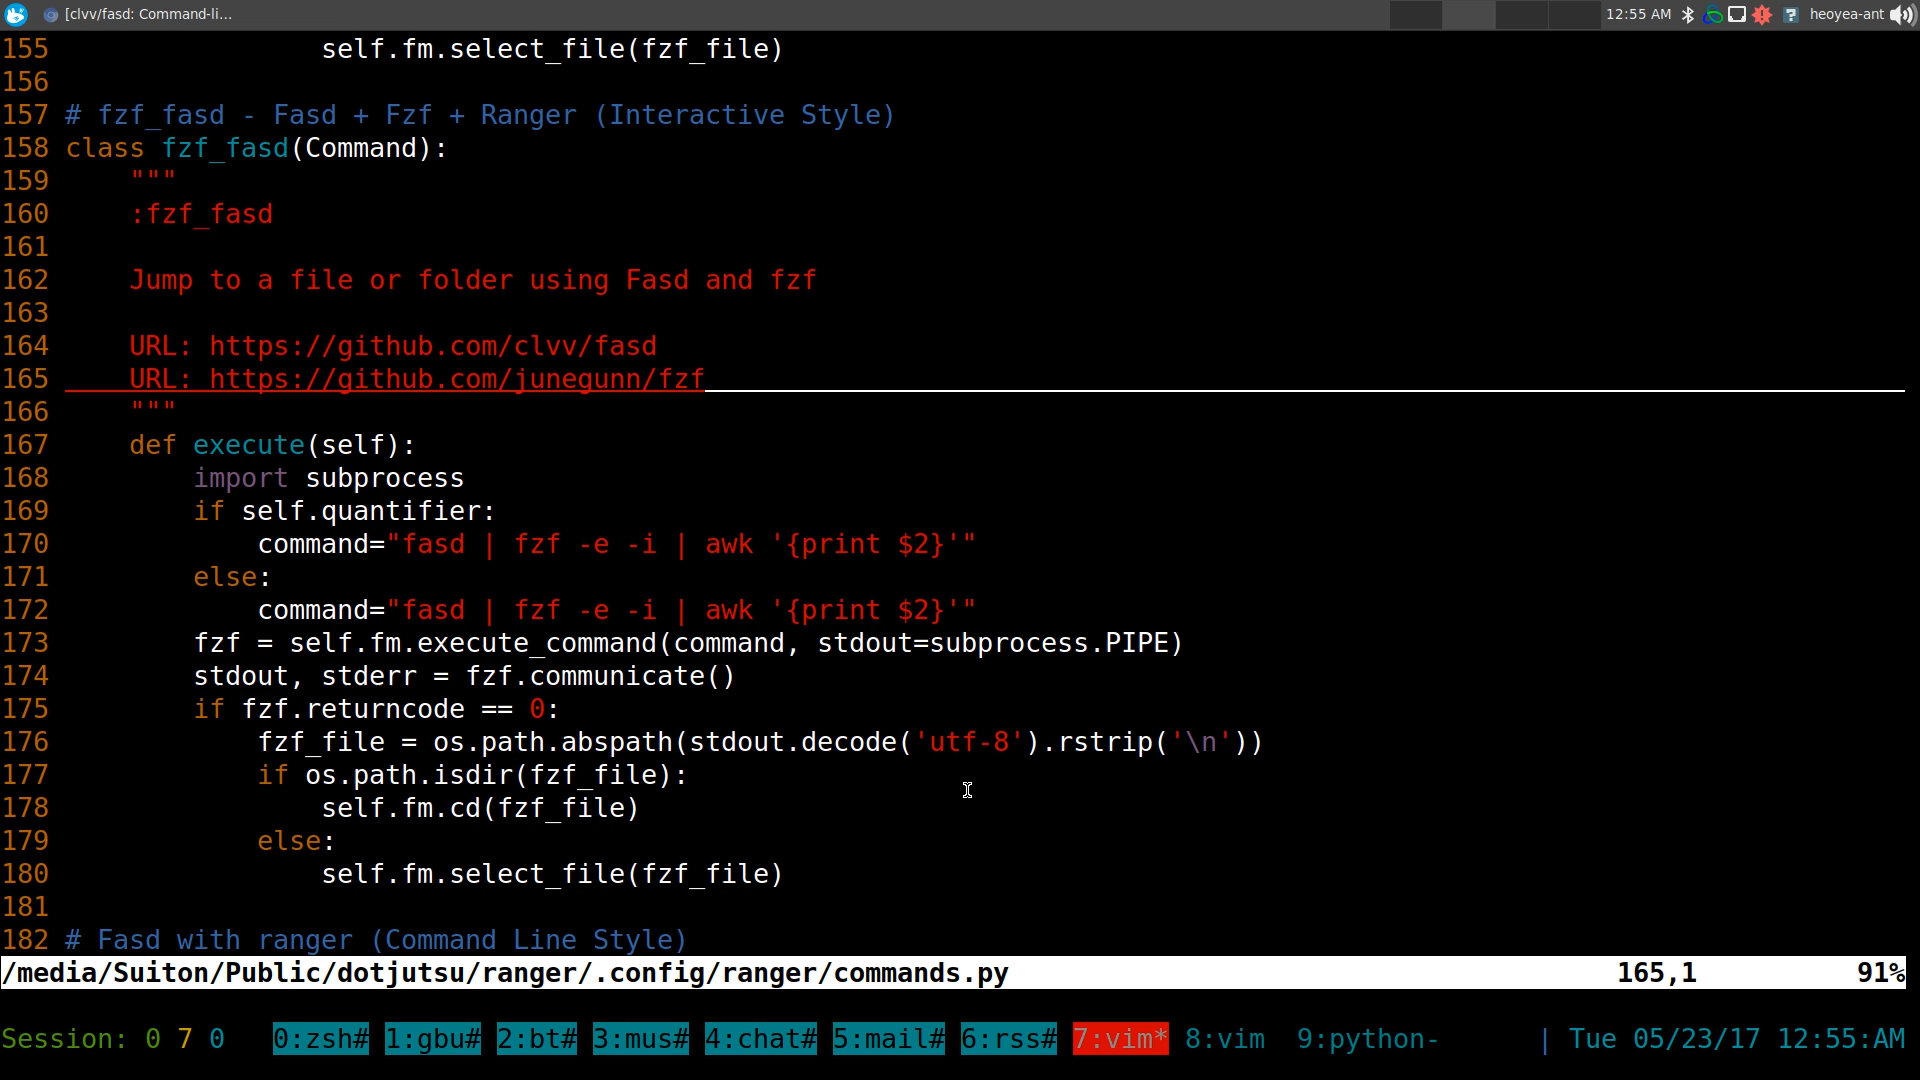 [clvv/fasd: Command-li... 12:55 AM heoyea-ant
155                 self.fm.select_file(fzf_file)
156
157 # fzf_fasd - Fasd + Fzf + Ranger (Interactive Style)
158 class fzf_fasd(Command):
159     """
160     :fzf_fasd
161
162     Jump to a file or folder using Fasd and fzf
163
164     URL: https://github.com/clvv/fasd
165     URL: https://github.com/junegunn/fzf
166     """
167     def execute(self):
168         import subprocess
169         if self.quantifier:
170             command="fasd | fzf -e -i | awk '{print $2}'"
171         else:
172             command="fasd | fzf -e -i | awk '{print $2}'"
173         fzf = self.fm.execute_command(command, stdout=subprocess.PIPE)
174         stdout, stderr = fzf.communicate()
175         if fzf.returncode == 0:
176             fzf_file = os.path.abspath(stdout.decode('utf-8').rstrip('\n'))
177             if os.path.isdir(fzf_file):
178                 self.fm.cd(fzf_file)
179             else:
180                 self.fm.select_file(fzf_file)
181
182 # Fasd with ranger (Command Line Style)
/media/Suiton/Public/dotjutsu/ranger/.config/ranger/commands.py 165,1 91%
Session: 0 7 0 0:zsh# 1:gbu# 2:bt# 3:mus# 4:chat# 5:mail# 6:rss# 7:vim* 8:vim 9:python- | Tue 05/23/17 12:55:AM